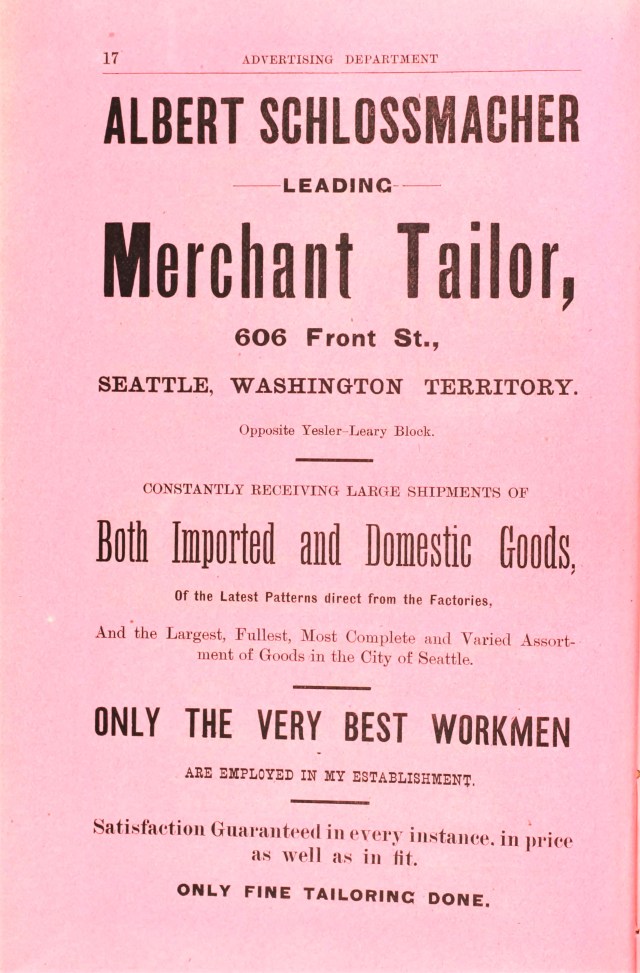 17 ADVERTISING DEPARTMENT
ALBERT SCHLOSSMACHER
LEADING
Merchant Tailor,
606 Front St.,
SEATTLE, WASHINGTON TERRITORY.
Opposite Yesler-Leary Block.
CONSTANTLY RECEIVING LARGE SHIPMENTS OF
Both Imported and Domestic Goods,
Of the Latest Patterns direct from the Factories,
And the Largest, Fullest, Most Complete and Varied Assort-
ment of Goods in the City of Seattle.
ONLY THE VERY BEST WORKMEN
ARE EMPLOYED IN MY ESTABLISHMENT.
Satisfaction Guaranteed in every instance, in price
as well as in fit.
ONLY FINE TAILORING DONE.